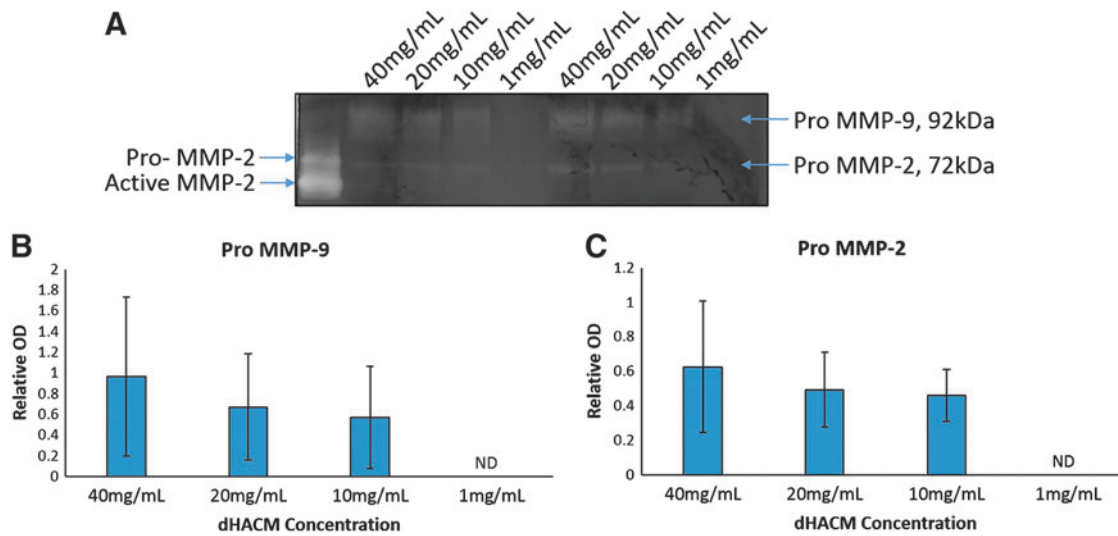 A
40mg/mL 20mg/mL 10mg/mL 1mg/mL 40mg/mL 20mg/mL 10mg/mL 1mg/mL
Pro- MMP-2
Active MMP-2
Pro MMP-9, 92kDa
Pro MMP-2, 72kDa
B
Pro MMP-9
Relative OD
2
1.8
1.6
1.4
1.2
1
0.8
0.6
0.4
0.2
0
ND
40mg/mL 20mg/mL 10mg/mL 1mg/mL
dHACM Concentration
C
Pro MMP-2
Relative OD
1.2
1
0.8
0.6
0.4
0.2
0
ND
40mg/mL 20mg/mL 10mg/mL 1mg/mL
dHACM Concentration